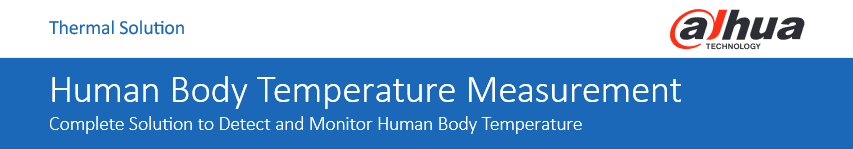 Thermal Solution
alhua
TECHNOLOGY
Human Body Temperature Measurement
Complete Solution to Detect and Monitor Human Body Temperature